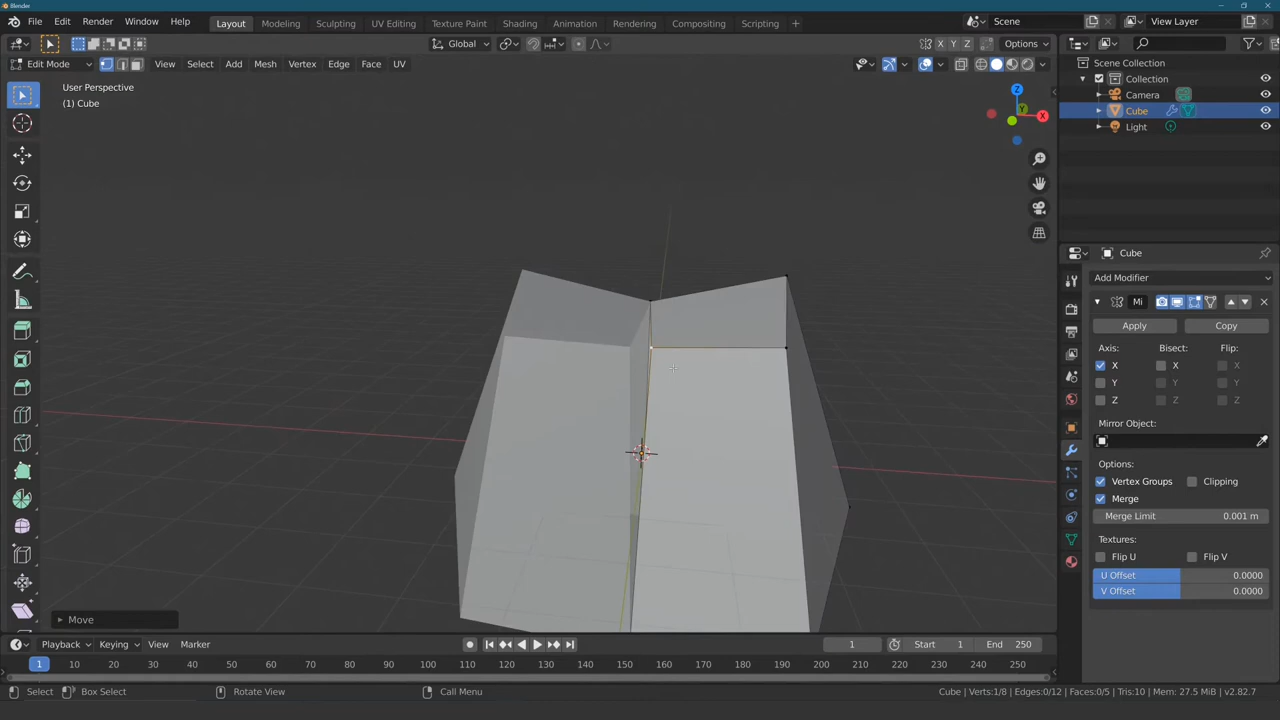 Blender
File Edit Render Window Help
Layout Modeling Sculpting UV Editing Texture Paint Shading Animation Rendering Compositing Scripting +
Scene
View Layer
Global
X Y Z
Options
Edit Mode
View Select Add Mesh Vertex Edge Face UV
User Perspective
(1) Cube
Z
Y
X
Scene Collection
Collection
Camera
Cube
Light
Cube
Add Modifier
Mi
Apply Copy
Axis: Bisect: Flip:
X X X
Y Y Y
Z Z Z
Mirror Object:
Options:
Vertex Groups Clipping
Merge
Merge Limit 0.001 m
Textures:
Flip U Flip V
U Offset 0.0000
V Offset 0.0000
Move
Playback Keying View Marker
1 Start 1 End 250
1 10 20 30 40 50 60 70 80 90 100 110 120 130 140 150 160 170 180 190 200 210 220 230 240 250
Select Box Select Rotate View Call Menu
Cube | Verts:1/8 | Edges:0/12 | Faces:0/5 | Tris:10 | Mem: 27.5 MiB | v2.82.7